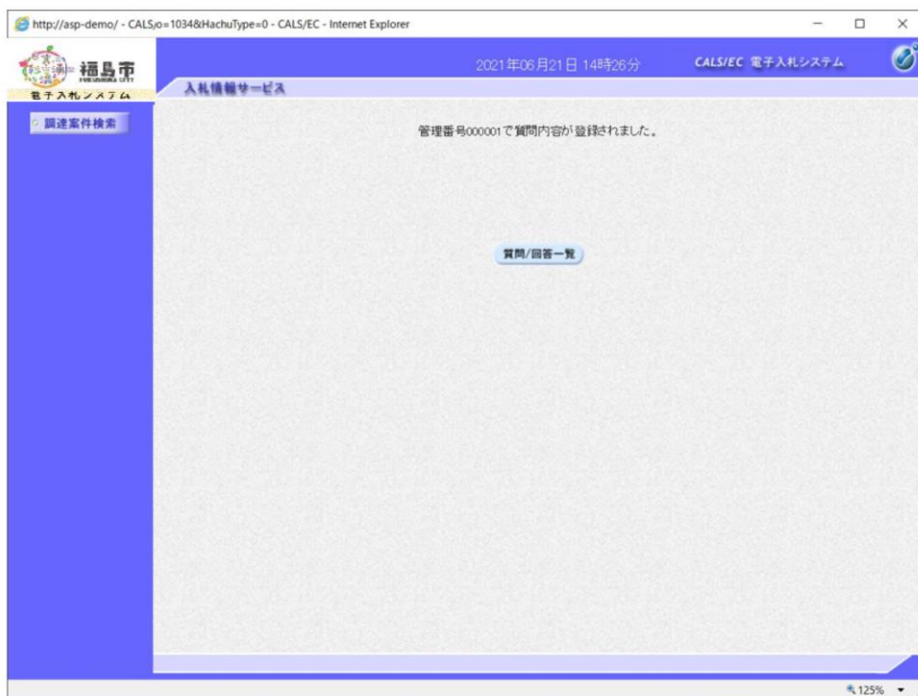 http://asp-demo/ - CALS/o=1034&HachuType=0 - CALS/EC - Internet Explorer
福島市
FUKUSHIMA CITY
電子入札システム
2021年06月21日 14時26分
CALS/EC 電子入札システム
入札情報サービス
調達案件検索
管理番号000001で質問内容が登録されました。
質問/回答一覧
125%